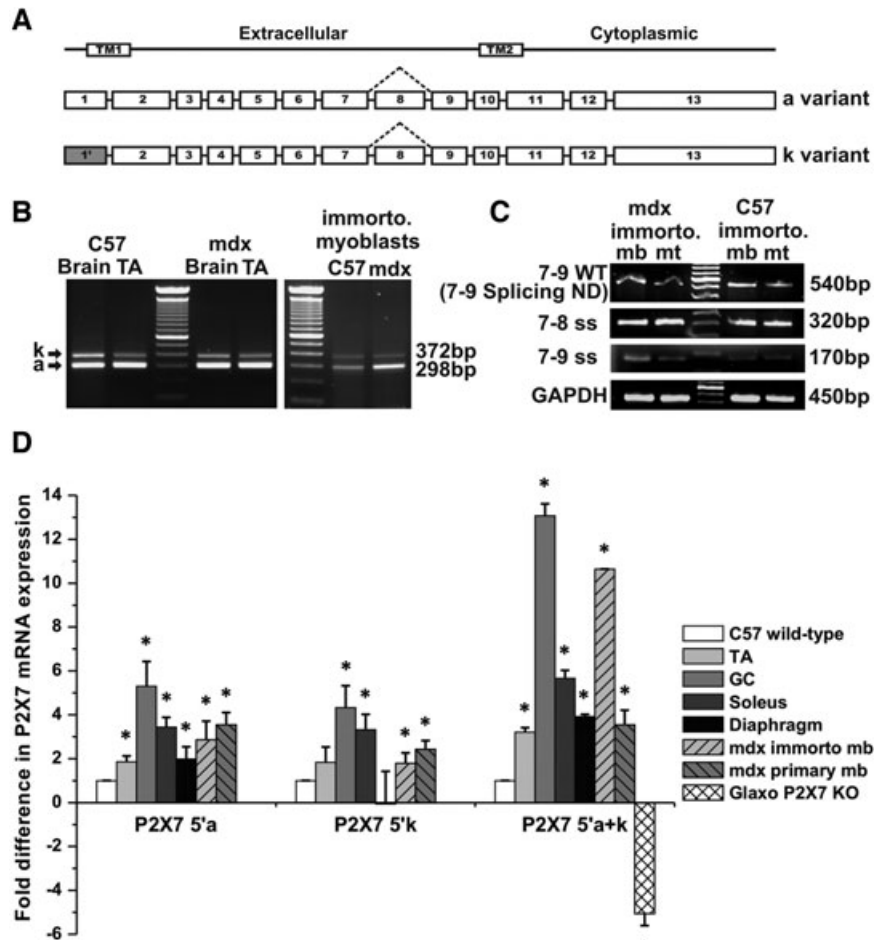 A
Extracellular
Cytoplasmic
TM1
TM2
1 2 3 4 5 6 7 8 9 10 11 12 13 a variant
1' 2 3 4 5 6 7 8 9 10 11 12 13 k variant
B
C57
Brain TA
mdx
Brain TA
immorto.
myoblasts
C57 mdx
k
a
372bp
298bp
C
mdx
immorto.
mb mt
C57
immorto.
mb mt
7-9 WT
(7-9 Splicing ND)
540bp
7-8 ss
320bp
7-9 ss
170bp
GAPDH
450bp
D
Fold difference in P2X7 mRNA expression
14
12
10
8
6
4
2
0
-2
-4
-6
* * * * * *
* * * *
* * * * * *
P2X7 5'a
P2X7 5'k
P2X7 5'a+k
C57 wild-type
TA
GC
Soleus
Diaphragm
mdx immorto mb
mdx primary mb
Glaxo P2X7 KO